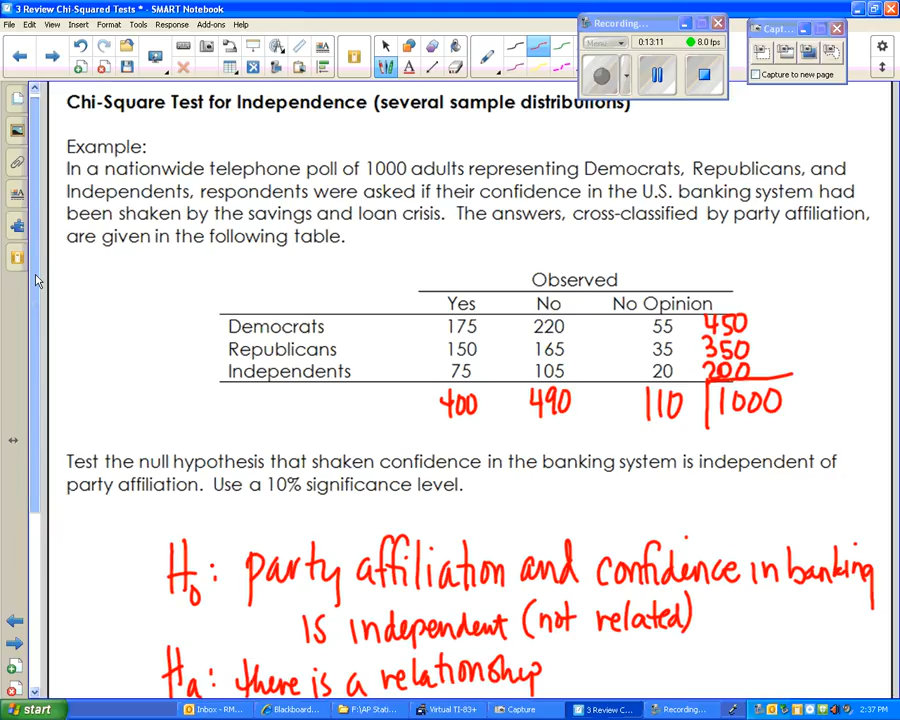 3 Review Chi-Squared Tests * - SMART Notebook
File Edit View Insert Format Tools Response Add-ons Help
Recording...
Menu
0:13:11
8.0 fps
Capt...
Capture to new page
Chi-Square Test for Independence (several sample distributions)
Example:
In a nationwide telephone poll of 1000 adults representing Democrats, Republicans, and
Independents, respondents were asked if their confidence in the U.S. banking system had
been shaken by the savings and loan crisis. The answers, cross-classified by party affiliation,
are given in the following table.
Observed
Yes No No Opinion
Democrats 175 220 55 450
Republicans 150 165 35 350
Independents 75 105 20 200
400 490 110 1000
Test the null hypothesis that shaken confidence in the banking system is independent of
party affiliation. Use a 10% significance level.
H₀: party affiliation and confidence in banking
is independent (not related)
Hₐ: there is a relationship
start Inbox - RM... Blackboard... F:\AP Stati... Virtual TI-83+ Capture 3 Review C... Recording... 2:37 PM